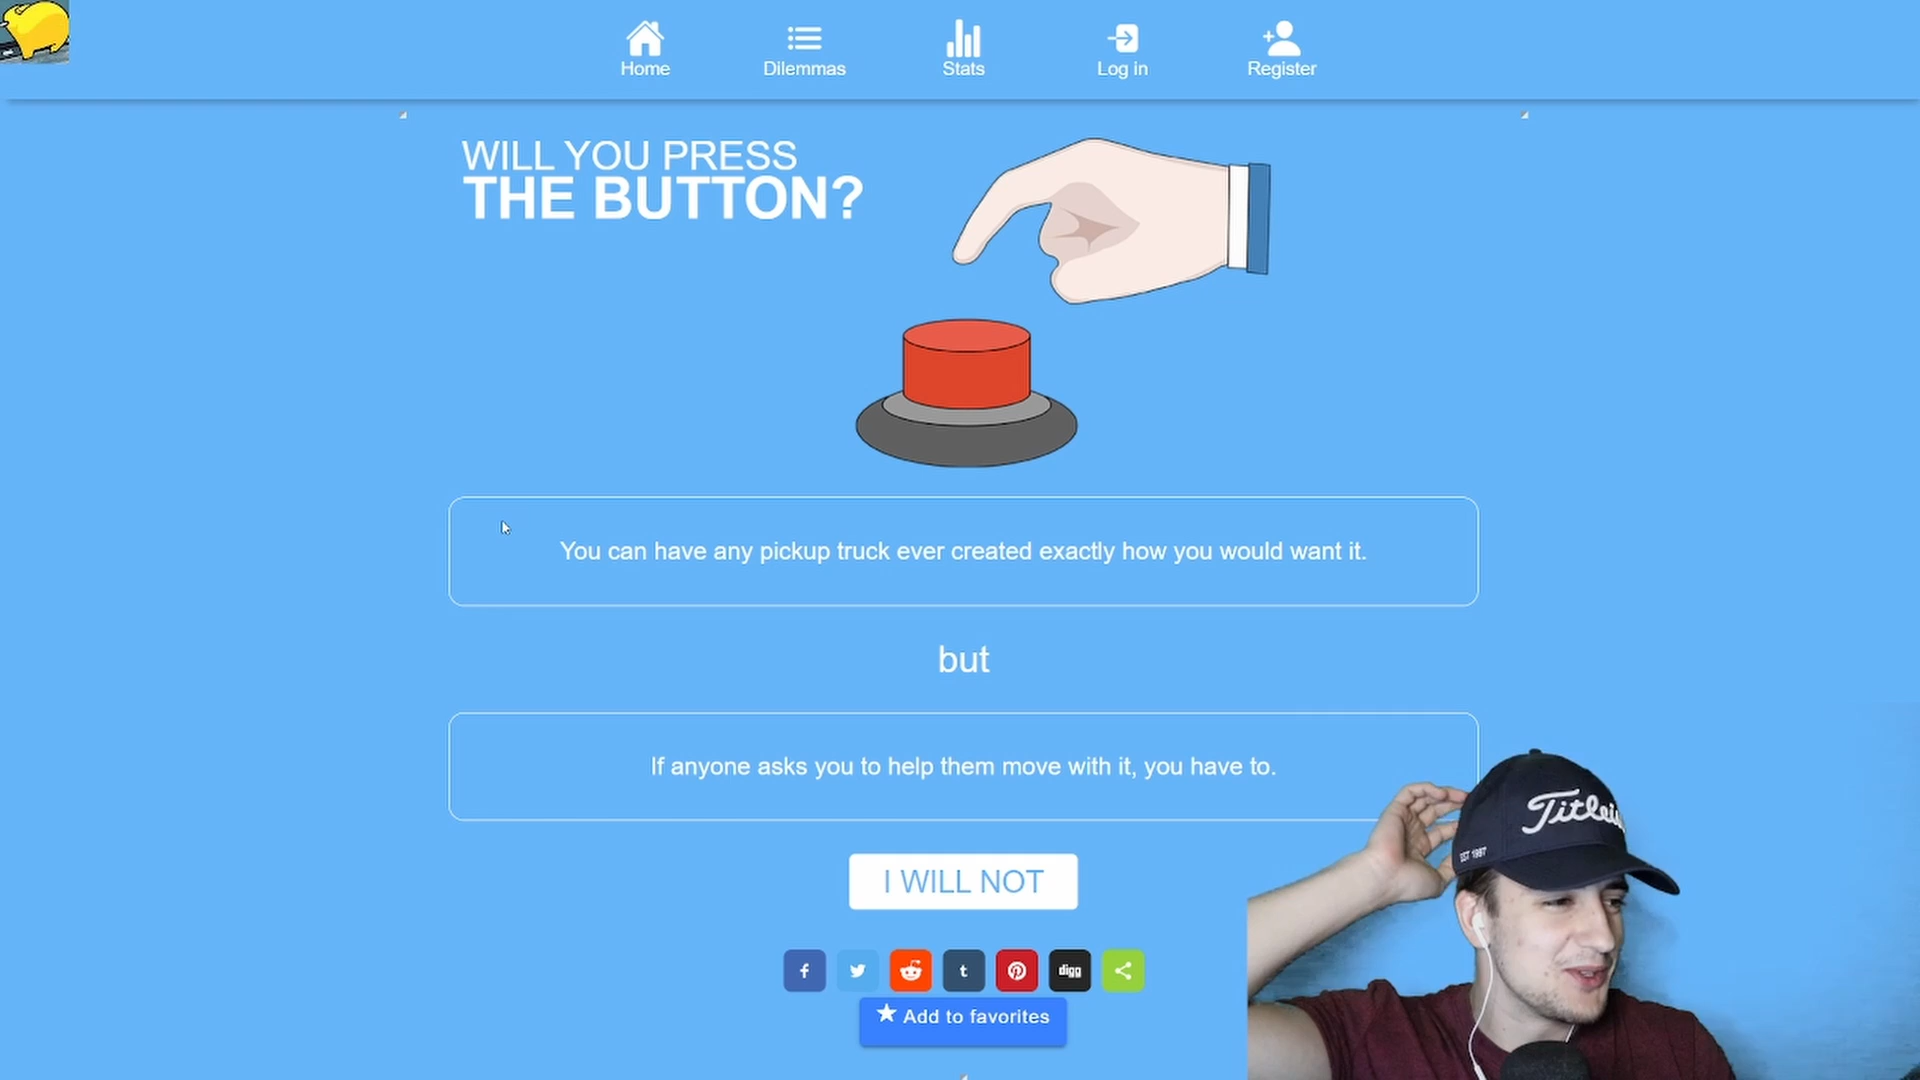 Home
Dilemmas
Stats
Log in
Register
WILL YOU PRESS
THE BUTTON?
You can have any pickup truck ever created exactly how you would want it.
but
If anyone asks you to help them move with it, you have to.
I WILL NOT
digg
Add to favorites
EST 1997